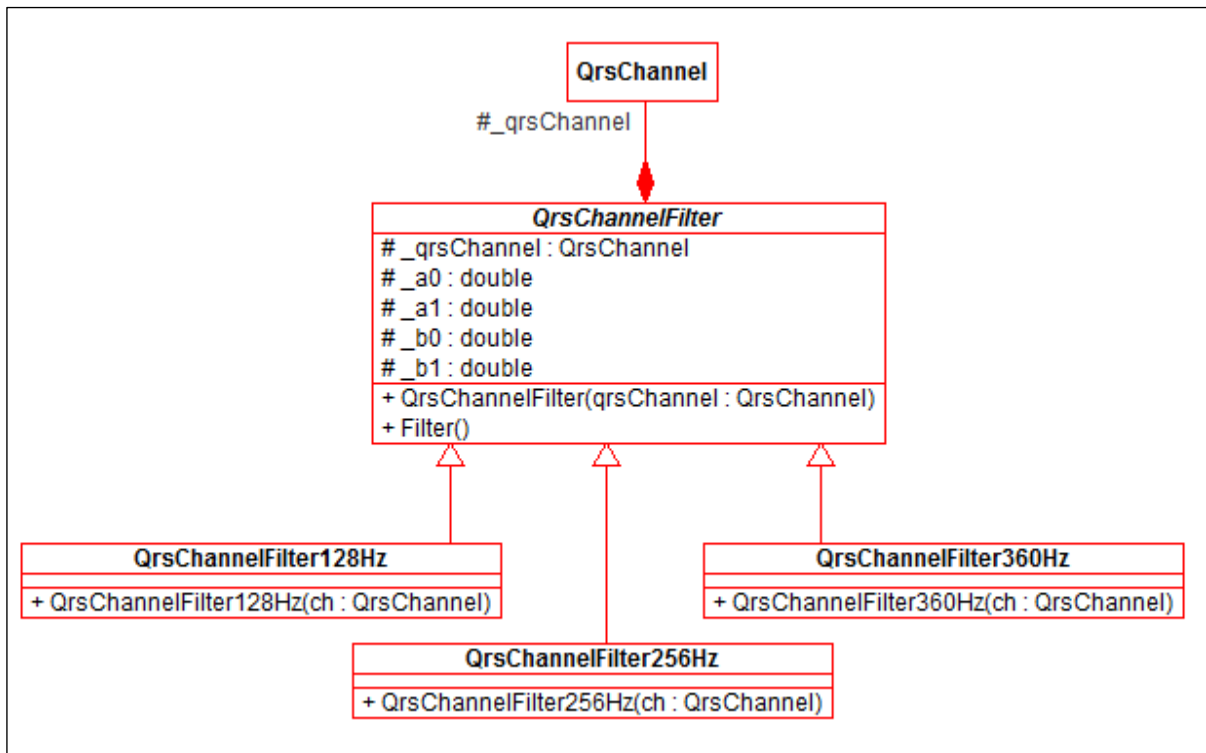 QrsChannel
#_qrsChannel
QrsChannelFilter
# _qrsChannel : QrsChannel
# _a0 : double
# _a1 : double
# _b0 : double
# _b1 : double
+ QrsChannelFilter(qrsChannel : QrsChannel)
+ Filter()
QrsChannelFilter128Hz
+ QrsChannelFilter128Hz(ch : QrsChannel)
QrsChannelFilter360Hz
+ QrsChannelFilter360Hz(ch : QrsChannel)
QrsChannelFilter256Hz
+ QrsChannelFilter256Hz(ch : QrsChannel)